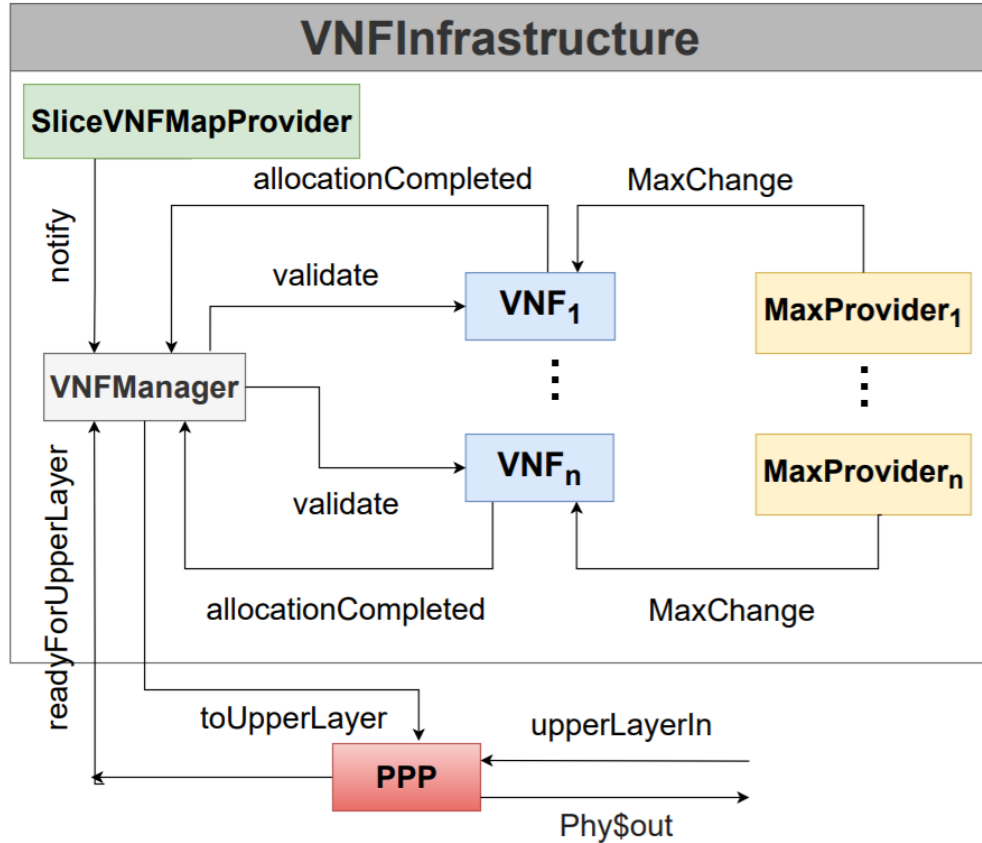 VNFInfrastructure
SliceVNFMapProvider
allocationCompleted
MaxChange
notify
validate
VNF1
MaxProvider1
VNFManager
VNFn
MaxProvidern
validate
readyForUpperLayer
allocationCompleted
MaxChange
toUpperLayer
upperLayerIn
PPP
Phy$out